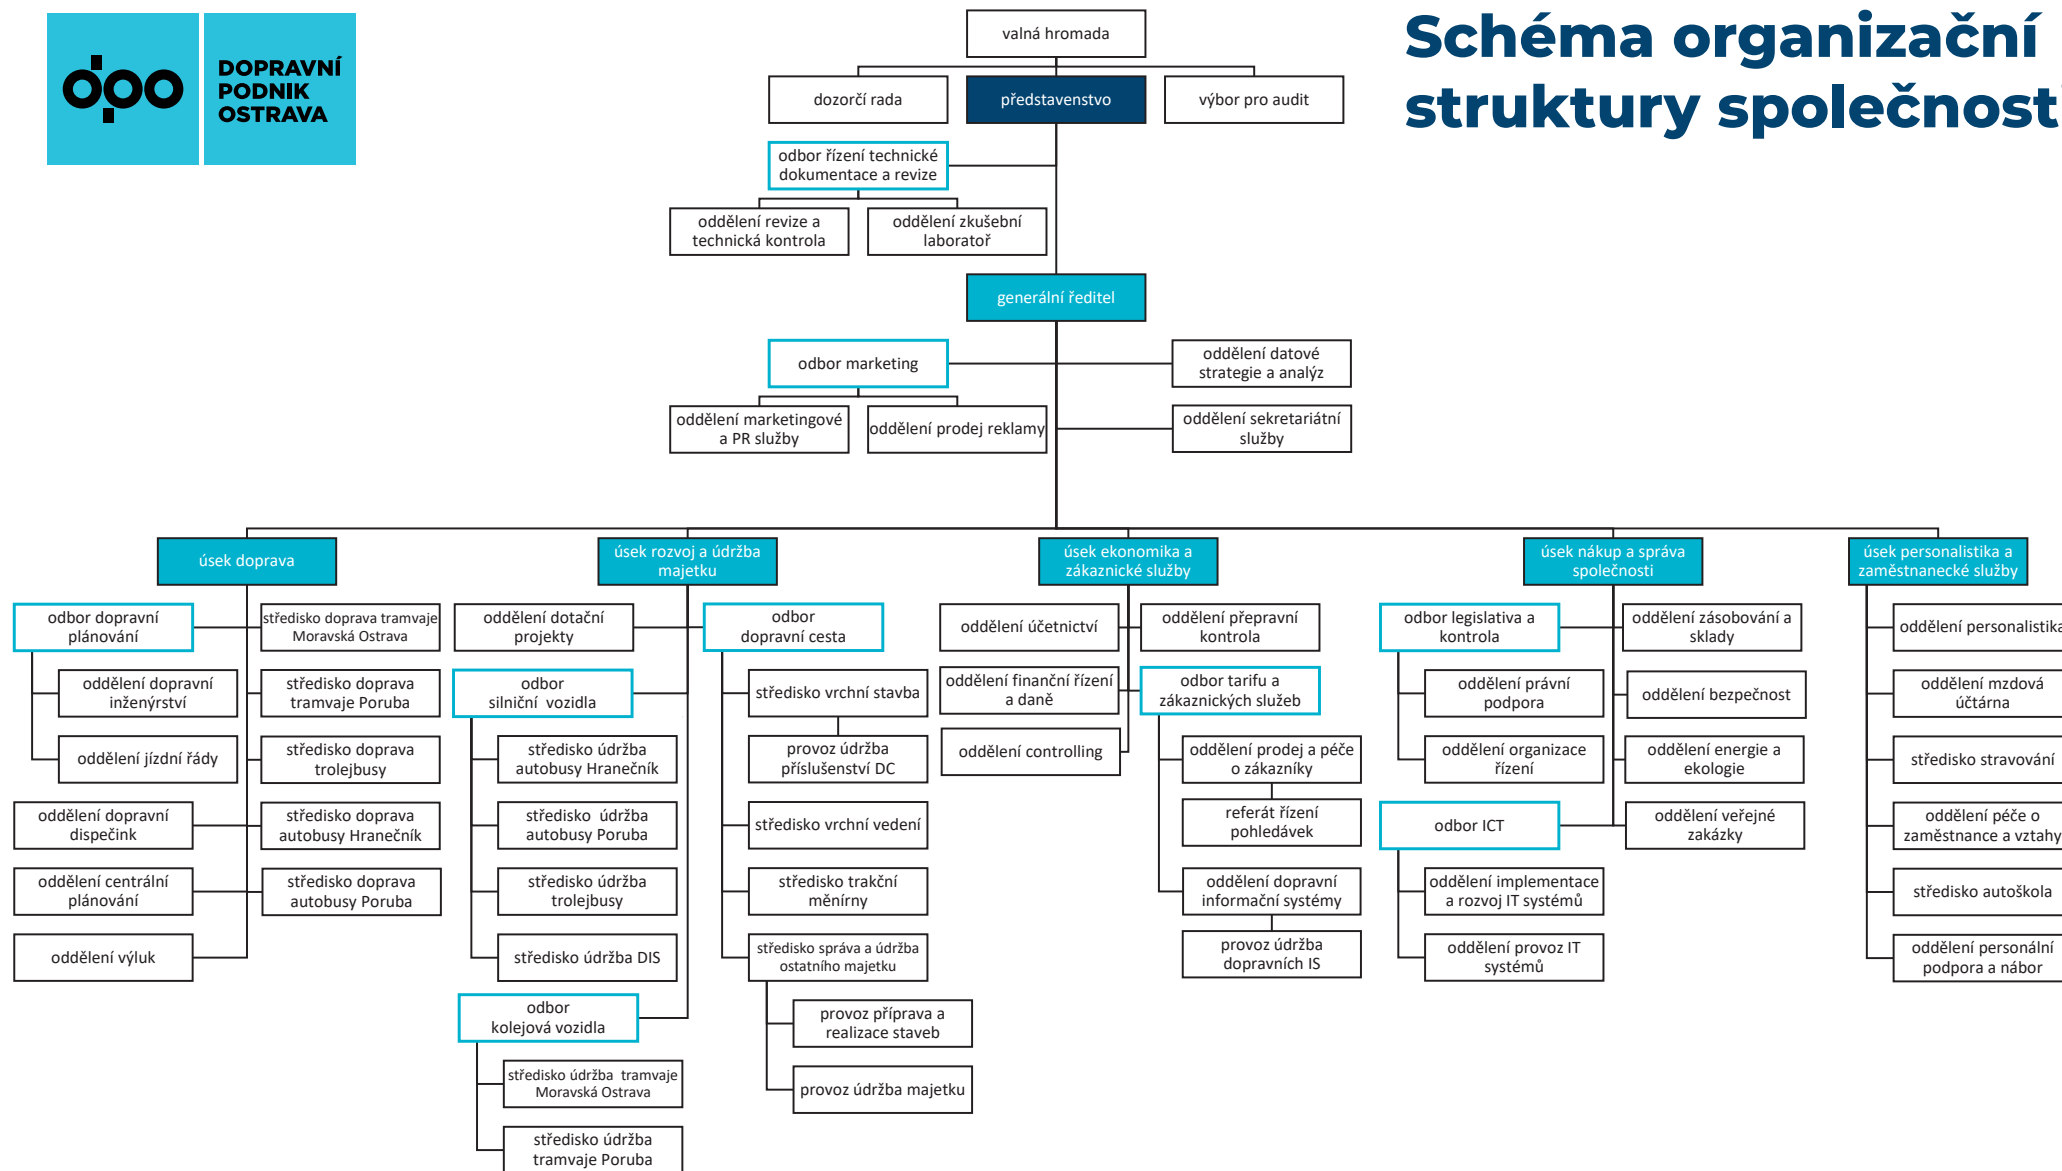 dpo
DOPRAVNÍ
PODNIK
OSTRAVA
Schéma organizační
struktury společnosti
valná hromada
dozorčí rada
představenstvo
výbor pro audit
odbor řízení technické
dokumentace a revize
oddělení revize a
technická kontrola
oddělení zkušební
laboratoř
generální ředitel
odbor marketing
oddělení datové
strategie a analýz
oddělení marketingové
a PR služby
oddělení prodej reklamy
oddělení sekretariátní
služby
úsek doprava
úsek rozvoj a údržba
majetku
úsek ekonomika a
zákaznické služby
úsek nákup a správa
společnosti
úsek personalistika a
zaměstnanecké služby
odbor dopravní
plánování
oddělení dopravní
inženýrství
oddělení jízdní řády
oddělení dopravní
dispečink
oddělení centrální
plánování
oddělení výluk
středisko doprava tramvaje
Moravská Ostrava
středisko doprava
tramvaje Poruba
středisko doprava
trolejbusy
středisko doprava
autobusy Hranečník
středisko doprava
autobusy Poruba
oddělení dotační
projekty
odbor
silniční vozidla
středisko údržba
autobusy Hranečník
středisko údržba
autobusy Poruba
středisko údržba
trolejbusy
středisko údržba DIS
odbor
kolejová vozidla
středisko údržba tramvaje
Moravská Ostrava
středisko údržba
tramvaje Poruba
odbor
dopravní cesta
středisko vrchní stavba
provoz údržba
příslušenství DC
středisko vrchní vedení
středisko trakční
měnírny
středisko správa a údržba
ostatního majetku
provoz příprava a
realizace staveb
provoz údržba majetku
oddělení účetnictví
oddělení finanční řízení
a daně
oddělení controlling
oddělení přepravní
kontrola
odbor tarifu a
zákaznických služeb
oddělení prodej a péče
o zákazníky
referát řízení
pohledávek
oddělení dopravní
informační systémy
provoz údržba
dopravních IS
odbor legislativa a
kontrola
oddělení právní
podpora
oddělení organizace
řízení
odbor ICT
oddělení implementace
a rozvoj IT systémů
oddělení provoz IT
systémů
oddělení zásobování a
sklady
oddělení bezpečnost
oddělení energie a
ekologie
oddělení veřejné
zakázky
oddělení personalistika
oddělení mzdová
účtárna
středisko stravování
oddělení péče o
zaměstnance a vztahy
středisko autoškola
oddělení personální
podpora a nábor